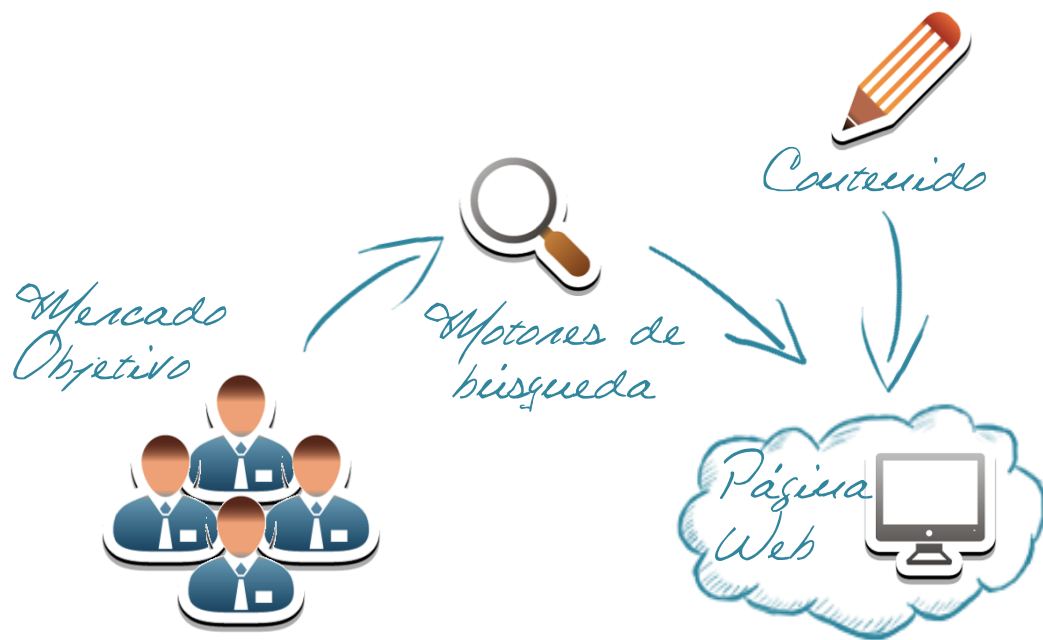 Contenido
Mercado
Objetivo
Motores de
búsqueda
Página
Web